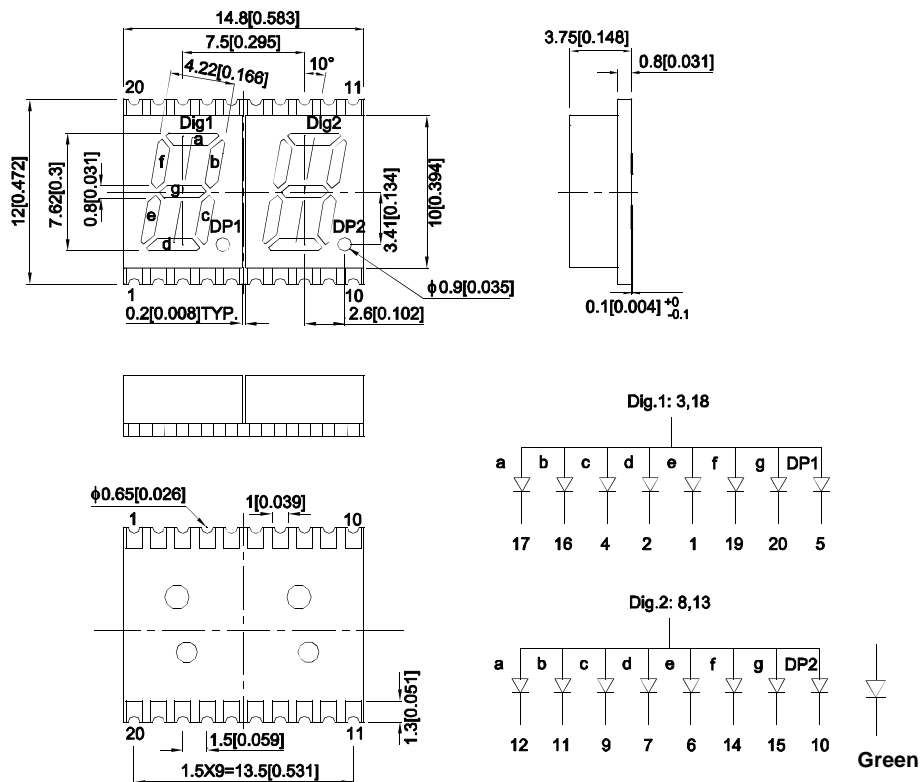 14.8[0.583]
7.5[0.295]
4.22[0.166]
10°
20
11
Dig1
Dig2
a
f
b
g
e
c
d
DP1
DP2
12[0.472]
7.62[0.3]
0.8[0.031]
3.41[0.134]
10[0.394]
1
10
ϕ0.9[0.035]
0.2[0.008]TYP.
2.6[0.102]
3.75[0.148]
0.8[0.031]
0.1[0.004] +0 -0.1
ϕ0.65[0.026]
1[0.039]
1
10
20
11
1.5[0.059]
1.5X9=13.5[0.531]
1.3[0.051]
Dig.1: 3,18
a b c d e f g DP1
17 16 4 2 1 19 20 5
Dig.2: 8,13
a b c d e f g DP2
12 11 9 7 6 14 15 10
Green